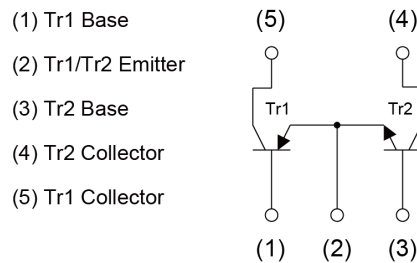 (1) Tr1 Base
(2) Tr1/Tr2 Emitter
(3) Tr2 Base
(4) Tr2 Collector
(5) Tr1 Collector
(5) (4)
Tr1 Tr2
(1) (2) (3)